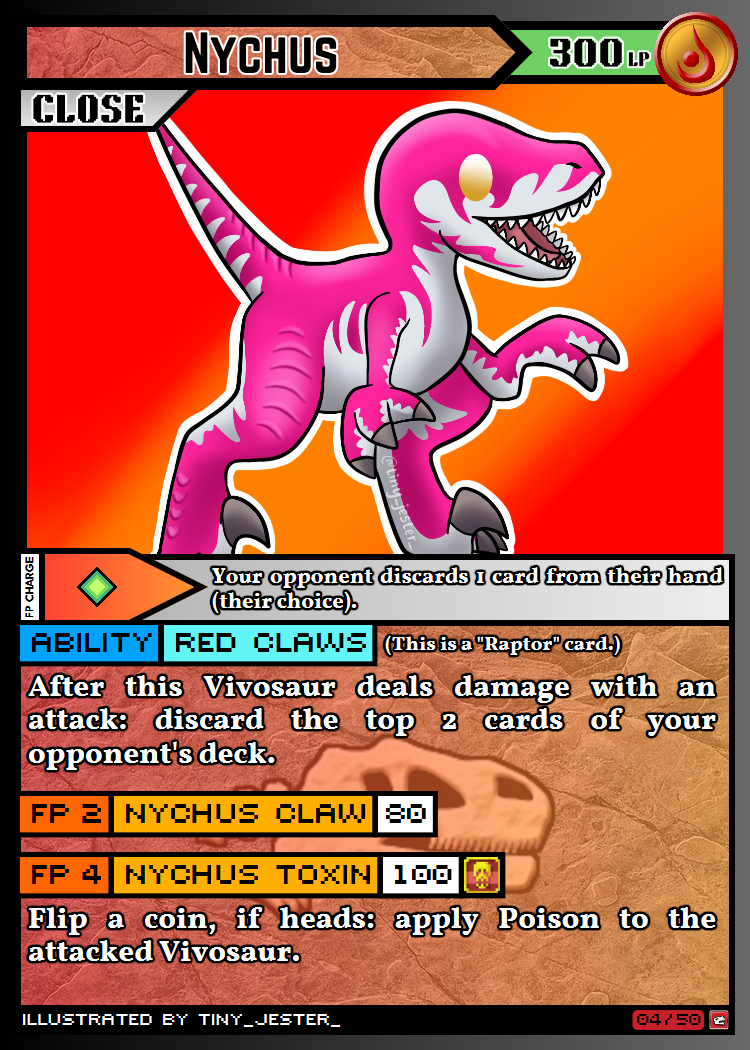 NYCHUS
300 LP
CLOSE
@tiny_jester_
FP CHARGE
Your opponent discards 1 card from their hand
(their choice).
ABILITY RED CLAWS (This is a "Raptor" card.)
After this Vivosaur deals damage with an
attack: discard the top 2 cards of your
opponent's deck.
FP 2 NYCHUS CLAW 80
FP 4 NYCHUS TOXIN 100
Flip a coin, if heads: apply Poison to the
attacked Vivosaur.
ILLUSTRATED BY TINY_JESTER_
04/50